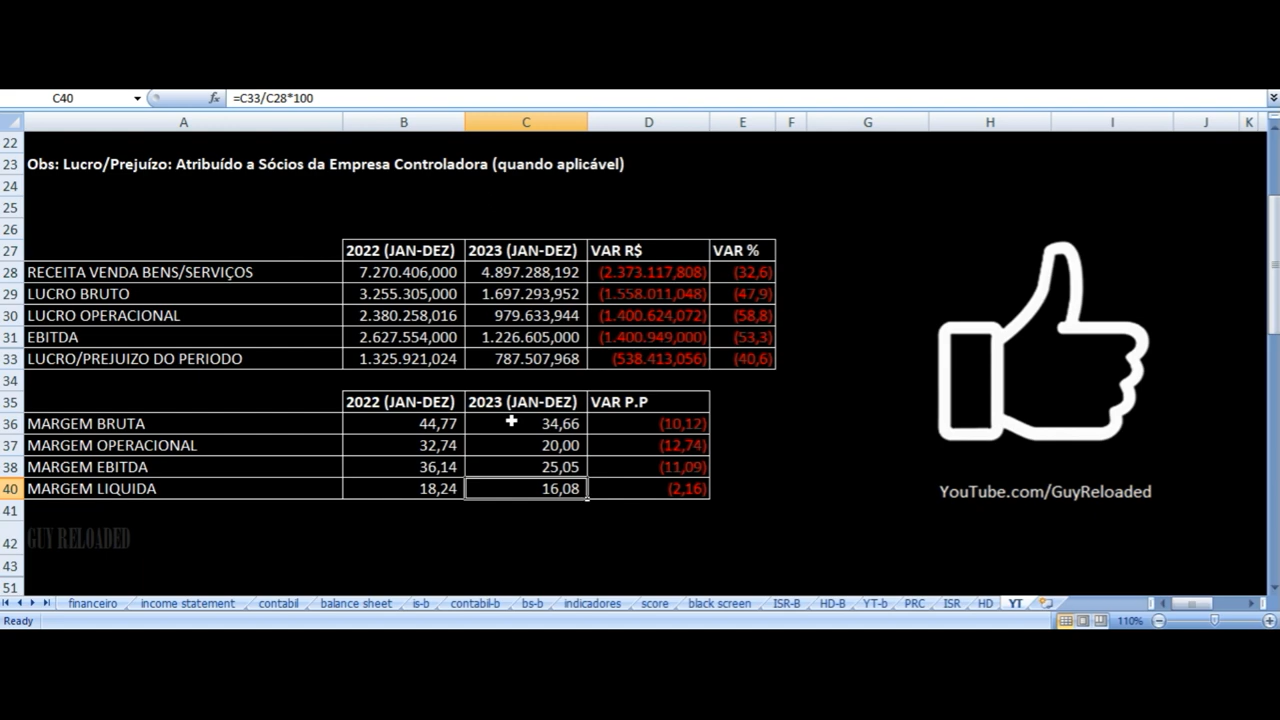 C40 fx =C33/C28*100
A B C D E F G H I J K
22
23 Obs: Lucro/Prejuízo: Atribuído a Sócios da Empresa Controladora (quando aplicável)
24
25
26
27 2022 (JAN-DEZ) 2023 (JAN-DEZ) VAR R$ VAR %
28 RECEITA VENDA BENS/SERVIÇOS 7.270.406,000 4.897.288,192 (2.373.117,808) (32,6)
29 LUCRO BRUTO 3.255.305,000 1.697.293,952 (1.558.011,048) (47,9)
30 LUCRO OPERACIONAL 2.380.258,016 979.633,944 (1.400.624,072) (58,8)
31 EBITDA 2.627.554,000 1.226.605,000 (1.400.949,000) (53,3)
33 LUCRO/PREJUIZO DO PERIODO 1.325.921,024 787.507,968 (538.413,056) (40,6)
34
35 2022 (JAN-DEZ) 2023 (JAN-DEZ) VAR P.P
36 MARGEM BRUTA 44,77 34,66 (10,12)
37 MARGEM OPERACIONAL 32,74 20,00 (12,74)
38 MARGEM EBITDA 36,14 25,05 (11,09)
40 MARGEM LIQUIDA 18,24 16,08 (2,16)
YouTube.com/GuyReloaded
41
42 GUY RELOADED
43
51
financeiro income statement contabil balance sheet is-b contabil-b bs-b indicadores score black screen ISR-B HD-B YT-b PRC ISR HD YT
Ready 110%